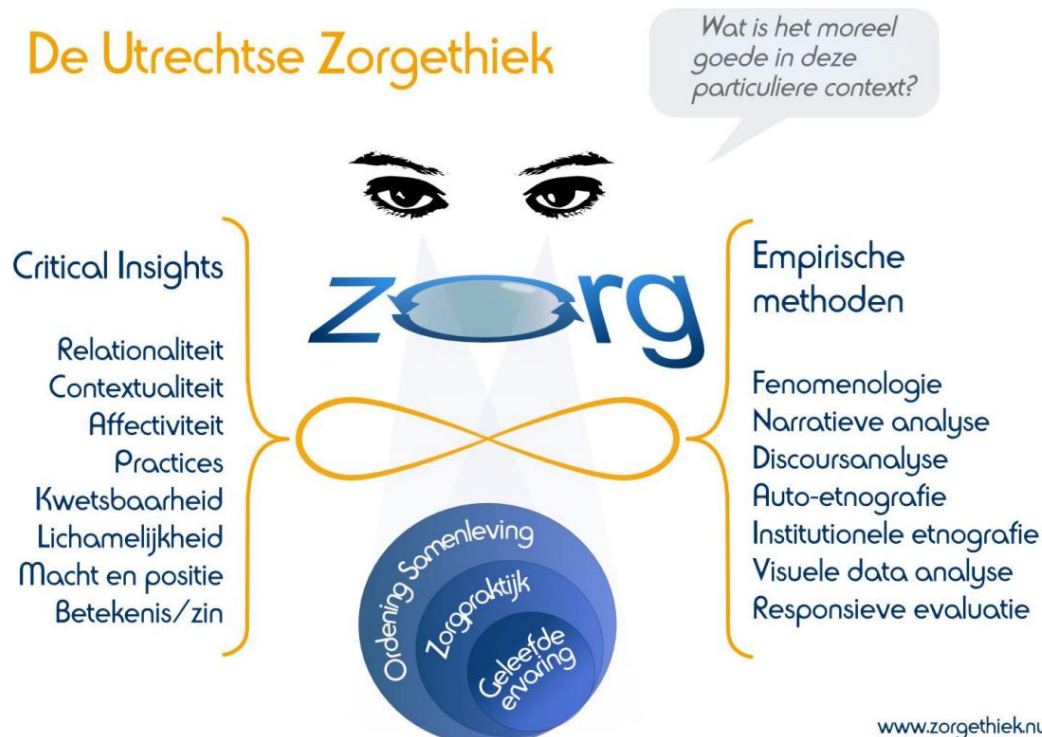 De Utrechtse Zorgethiek
Wat is het moreel
goede in deze
particuliere context?
zorg
Critical Insights
Relationaliteit
Contextualiteit
Affectiviteit
Practices
Kwetsbaarheid
Lichamelijkheid
Macht en positie
Betekenis/zin
Empirische
methoden
Fenomenologie
Narratieve analyse
Discoursanalyse
Auto-etnografie
Institutionele etnografie
Visuele data analyse
Responsieve evaluatie
Ordening Samenleving
Zorgpraktijk
Geleefde
ervaring
www.zorgethiek.nu